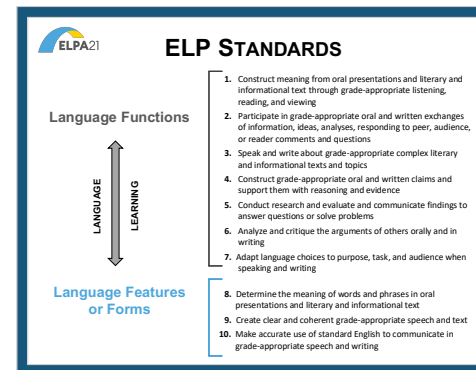 ELPA21
ELP STANDARDS
Language Functions
LANGUAGE
LEARNING
Language Features
or Forms
1. Construct meaning from oral presentations and literary and
informational text through grade-appropriate listening,
reading, and viewing
2. Participate in grade-appropriate oral and written exchanges
of information, ideas, analyses, responding to peer, audience,
or reader comments and questions
3. Speak and write about grade-appropriate complex literary
and informational texts and topics
4. Construct grade-appropriate oral and written claims and
support them with reasoning and evidence
5. Conduct research and evaluate and communicate findings to
answer questions or solve problems
6. Analyze and critique the arguments of others orally and in
writing
7. Adapt language choices to purpose, task, and audience when
speaking and writing
8. Determine the meaning of words and phrases in oral
presentations and literary and informational text
9. Create clear and coherent grade-appropriate speech and text
10. Make accurate use of standard English to communicate in
grade-appropriate speech and writing